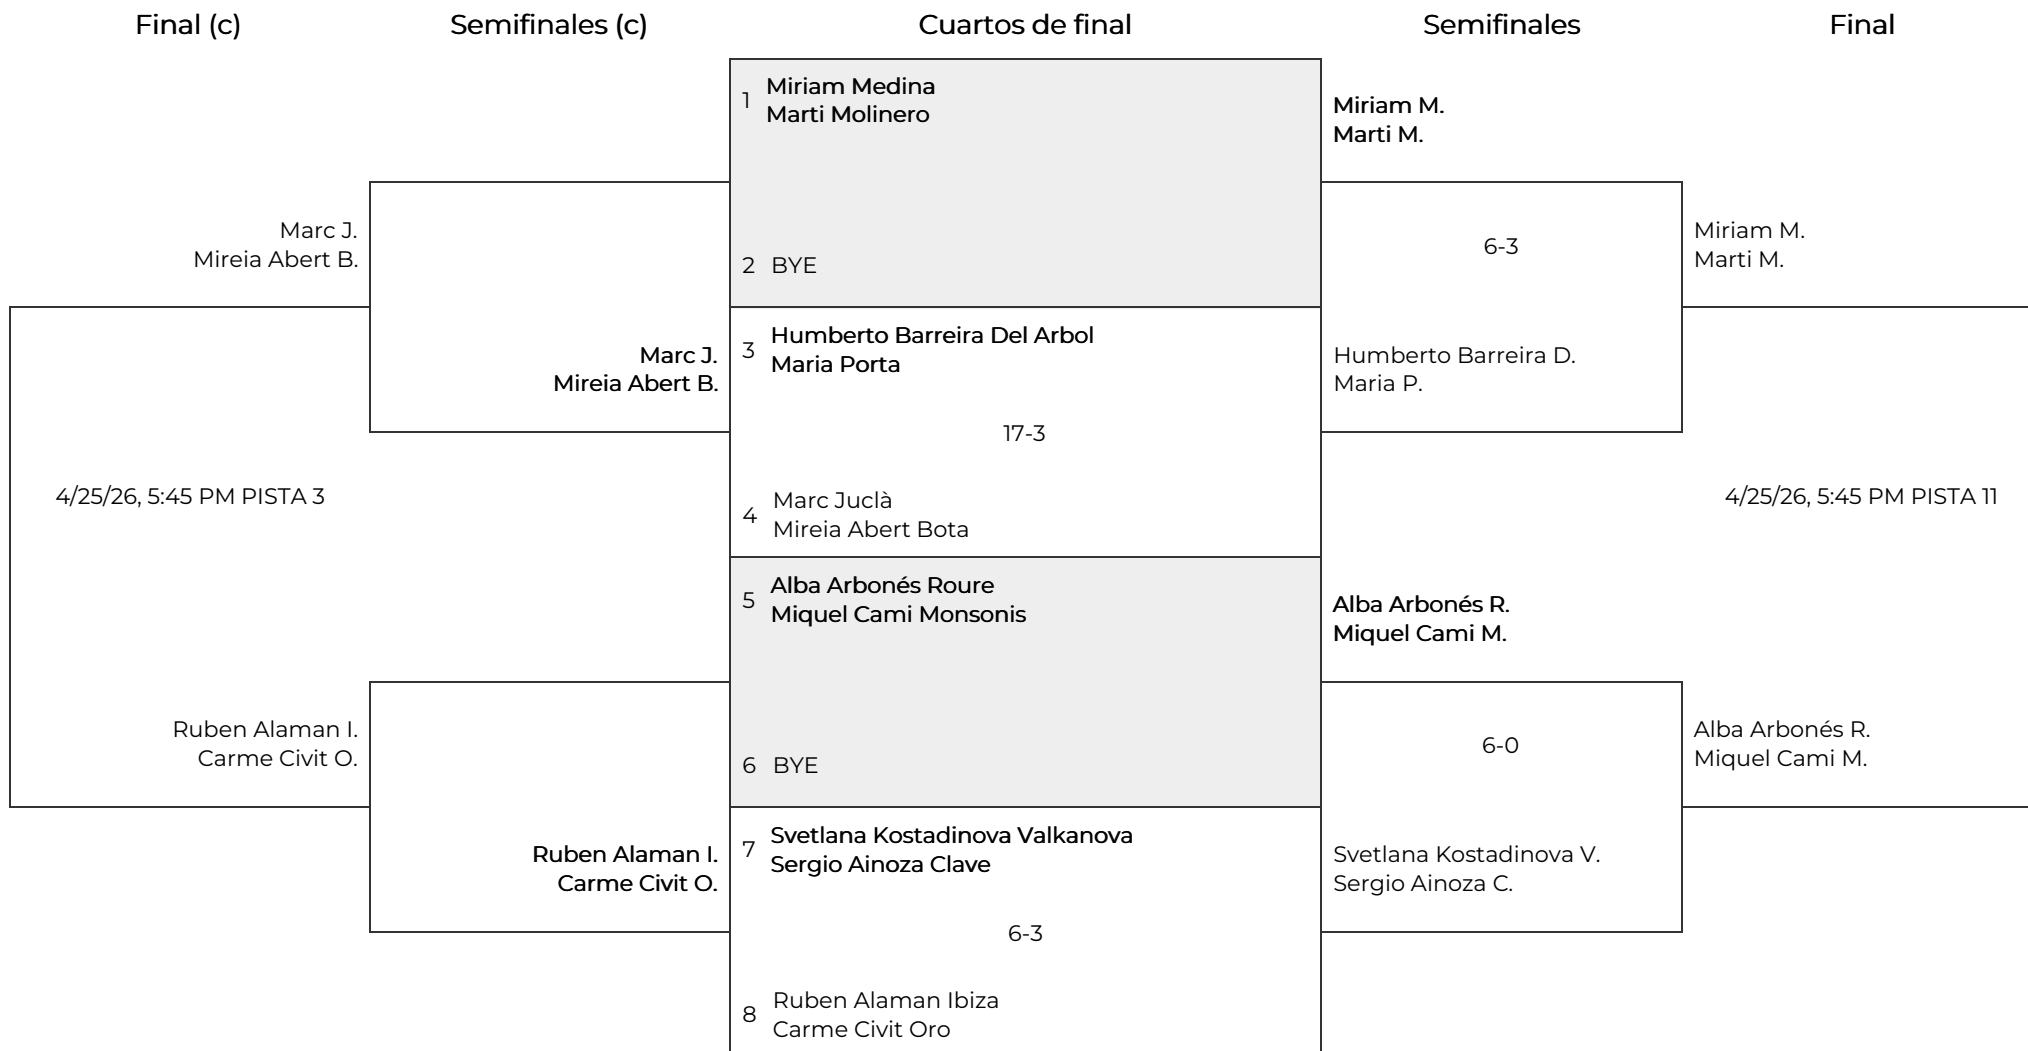 Final (c)
Semifinales (c)
Cuartos de final
Semifinales
Final
Marc J.
Mireia Abert B.
4/25/26, 5:45 PM PISTA 3
Ruben Alaman I.
Carme Civit O.
Marc J.
Mireia Abert B.
Ruben Alaman I.
Carme Civit O.
1 Miriam Medina
Marti Molinero
2 BYE
3 Humberto Barreira Del Arbol
Maria Porta
17-3
4 Marc Juclà
Mireia Abert Bota
5 Alba Arbonés Roure
Miquel Cami Monsonis
6 BYE
7 Svetlana Kostadinova Valkanova
Sergio Ainoza Clave
6-3
8 Ruben Alaman Ibiza
Carme Civit Oro
Miriam M.
Marti M.
6-3
Humberto Barreira D.
Maria P.
Alba Arbonés R.
Miquel Cami M.
6-0
Svetlana Kostadinova V.
Sergio Ainoza C.
Miriam M.
Marti M.
4/25/26, 5:45 PM PISTA 11
Alba Arbonés R.
Miquel Cami M.